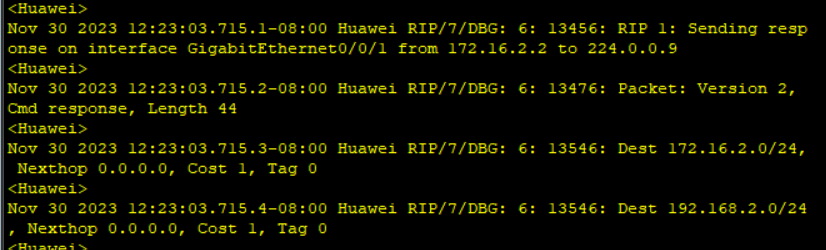 <Huawei>
Nov 30 2023 12:23:03.715.1-08:00 Huawei RIP/7/DBG: 6: 13456: RIP 1: Sending resp
onse on interface GigabitEthernet0/0/1 from 172.16.2.2 to 224.0.0.9
<Huawei>
Nov 30 2023 12:23:03.715.2-08:00 Huawei RIP/7/DBG: 6: 13476: Packet: Version 2,
Cmd response, Length 44
<Huawei>
Nov 30 2023 12:23:03.715.3-08:00 Huawei RIP/7/DBG: 6: 13546: Dest 172.16.2.0/24,
 Nexthop 0.0.0.0, Cost 1, Tag 0
<Huawei>
Nov 30 2023 12:23:03.715.4-08:00 Huawei RIP/7/DBG: 6: 13546: Dest 192.168.2.0/24
, Nexthop 0.0.0.0, Cost 1, Tag 0
<Huawei>